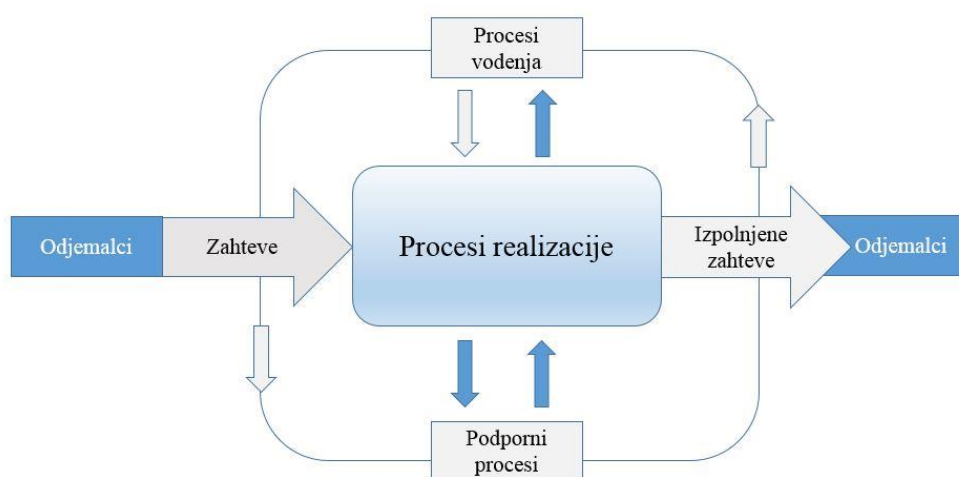 Procesi
vodenja
Odjemalci
Zahteve
Procesi realizacije
Izpolnjene
zahteve
Odjemalci
Podporni
procesi